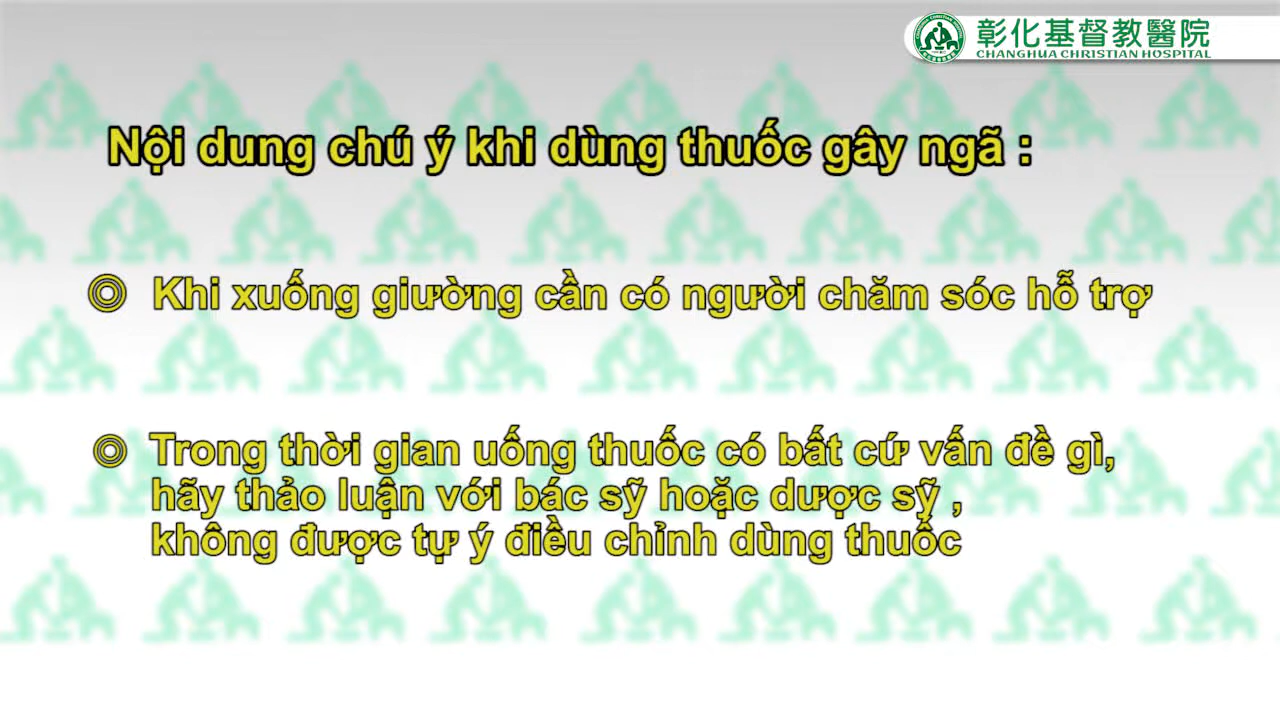 彰化基督教醫院
CHANGHUA CHRISTIAN HOSPITAL
Nội dung chú ý khi dùng thuốc gây ngã :
◎ Khi xuống giường cần có người chăm sóc hỗ trợ
◎ Trong thời gian uống thuốc có bất cứ vấn đề gì,
hãy thảo luận với bác sỹ hoặc dược sỹ ,
không được tự ý điều chỉnh dùng thuốc